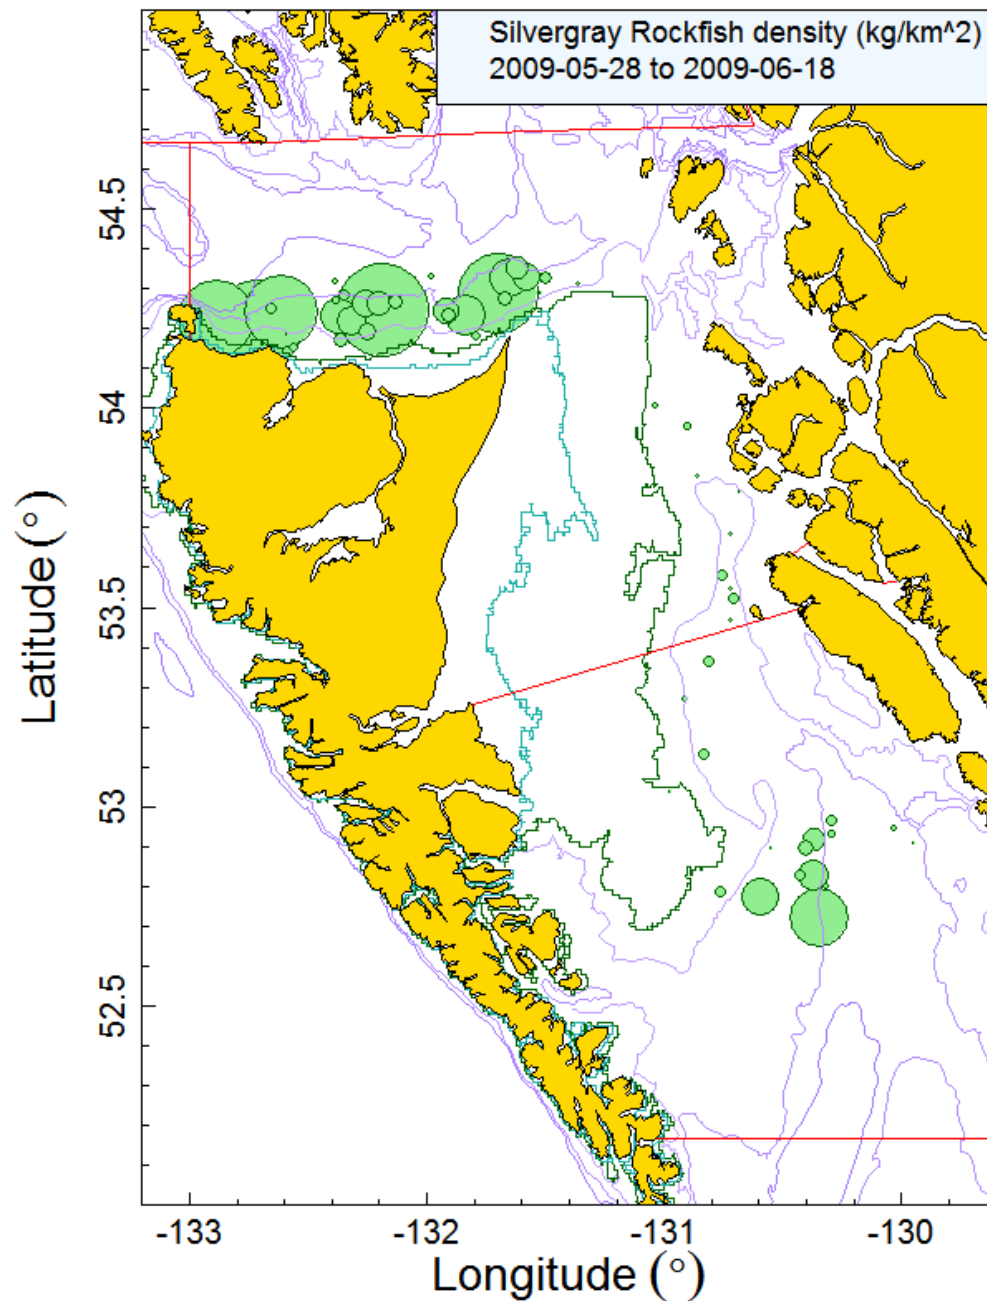 Silvergray Rockfish density (kg/km^2)
2009-05-28 to 2009-06-18
54.5
54
53.5
53
52.5
Latitude (°)
-133 -132 -131 -130
Longitude (°)